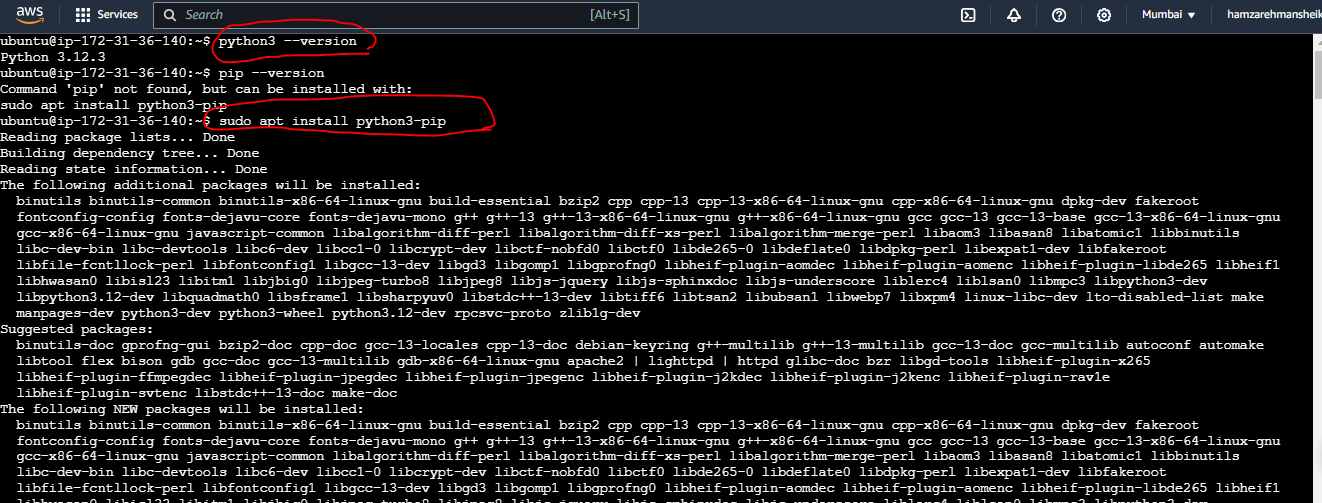 aws Services Search [Alt+S] Mumbai hamzarehmansheik
ubuntu@ip-172-31-36-140:~$ python3 --version
Python 3.12.3
ubuntu@ip-172-31-36-140:~$ pip --version
Command 'pip' not found, but can be installed with:
sudo apt install python3-pip
ubuntu@ip-172-31-36-140:~$ sudo apt install python3-pip
Reading package lists... Done
Building dependency tree... Done
Reading state information... Done
The following additional packages will be installed:
binutils binutils-common binutils-x86-64-linux-gnu build-essential bzip2 cpp cpp-13 cpp-13-x86-64-linux-gnu cpp-x86-64-linux-gnu dpkg-dev fakeroot
fontconfig-config fonts-dejavu-core fonts-dejavu-mono g++ g++-13 g++-13-x86-64-linux-gnu g++-x86-64-linux-gnu gcc gcc-13 gcc-13-base gcc-13-x86-64-linux-gnu
gcc-x86-64-linux-gnu javascript-common libalgorithm-diff-perl libalgorithm-diff-xs-perl libalgorithm-merge-perl libaom3 libasan8 libatomic1 libbinutils
libc-dev-bin libc-devtools libc6-dev libcc1-0 libcrypt-dev libctf-nobfd0 libctf0 libde265-0 libdeflate0 libdpkg-perl libexpat1-dev libfakeroot
libfile-fcntllock-perl libfontconfig1 libgcc-13-dev libgd3 libgomp1 libgprofng0 libheif-plugin-aomdec libheif-plugin-aomenc libheif-plugin-libde265 libheif1
libhwasan0 libisl23 libitm1 libjbig0 libjpeg-turbo8 libjpeg8 libjs-jquery libjs-sphinxdoc libjs-underscore liblerc4 liblsan0 libmpc3 libpython3-dev
libpython3.12-dev libquadmath0 libsframe1 libsharpyuv0 libstdc++-13-dev libtiff6 libtsan2 libubsan1 libwebp7 libxpm4 linux-libc-dev lto-disabled-list make
manpages-dev python3-dev python3-wheel python3.12-dev rpcsvc-proto zlib1g-dev
Suggested packages:
binutils-doc gprofng-gui bzip2-doc cpp-doc gcc-13-locales cpp-13-doc debian-keyring g++-multilib g++-13-multilib gcc-13-doc gcc-multilib autoconf automake
libtool flex bison gdb gcc-doc gcc-13-multilib gdb-x86-64-linux-gnu apache2 | lighttpd | httpd glibc-doc bzr libgd-tools libheif-plugin-x265
libheif-plugin-ffmpegdec libheif-plugin-jpegdec libheif-plugin-jpegenc libheif-plugin-j2kdec libheif-plugin-j2kenc libheif-plugin-rav1e
libheif-plugin-svtenc libstdc++-13-doc make-doc
The following NEW packages will be installed:
binutils binutils-common binutils-x86-64-linux-gnu build-essential bzip2 cpp cpp-13 cpp-13-x86-64-linux-gnu cpp-x86-64-linux-gnu dpkg-dev fakeroot
fontconfig-config fonts-dejavu-core fonts-dejavu-mono g++ g++-13 g++-13-x86-64-linux-gnu g++-x86-64-linux-gnu gcc gcc-13 gcc-13-base gcc-13-x86-64-linux-gnu
gcc-x86-64-linux-gnu javascript-common libalgorithm-diff-perl libalgorithm-diff-xs-perl libalgorithm-merge-perl libaom3 libasan8 libatomic1 libbinutils
libc-dev-bin libc-devtools libc6-dev libcc1-0 libcrypt-dev libctf-nobfd0 libctf0 libde265-0 libdeflate0 libdpkg-perl libexpat1-dev libfakeroot
libfile-fcntllock-perl libfontconfig1 libgcc-13-dev libgd3 libgomp1 libgprofng0 libheif-plugin-aomdec libheif-plugin-aomenc libheif-plugin-libde265 libheif1